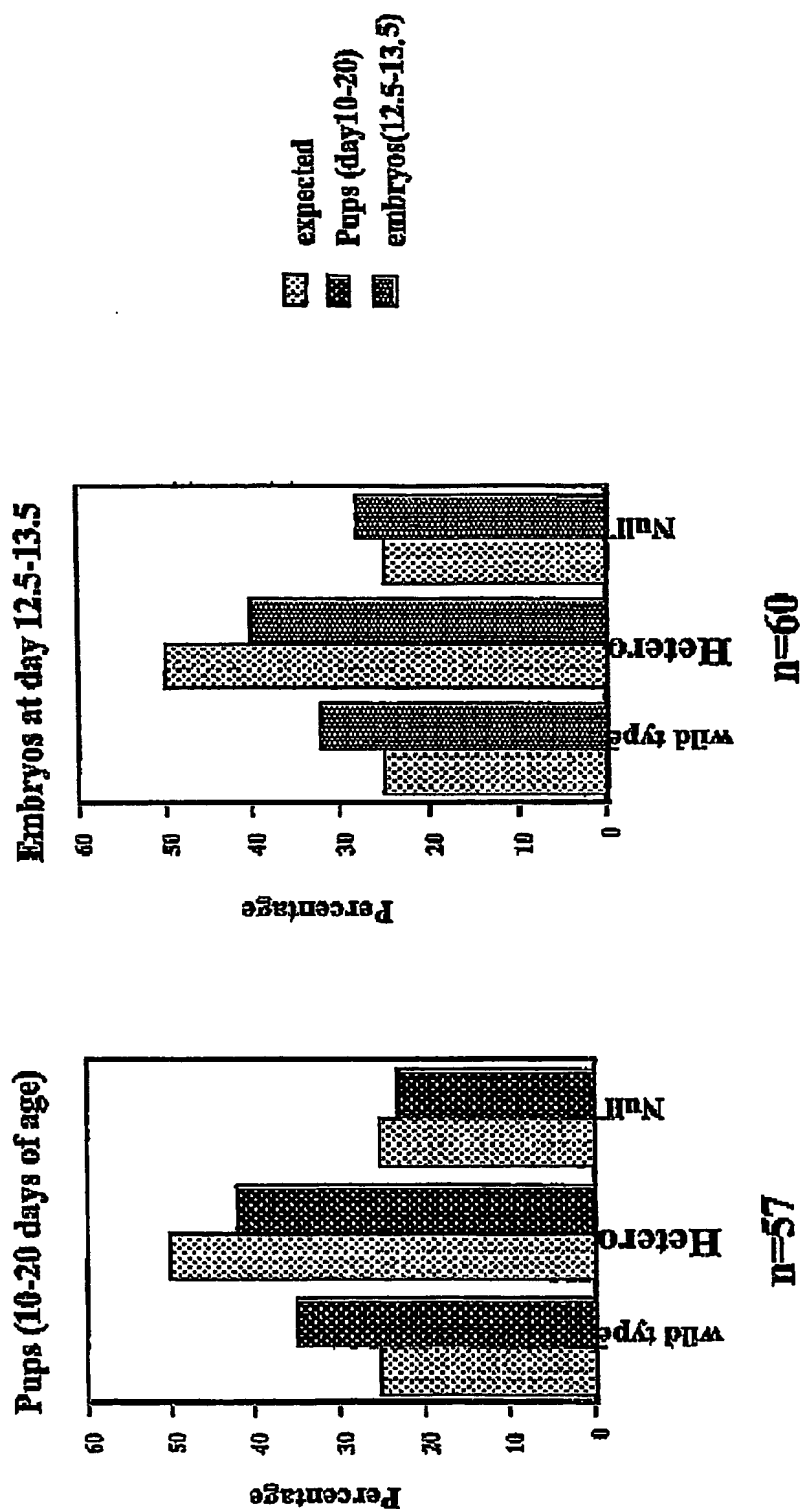 Pups (10-20 days of age)
Percentage
60
50
40
30
20
10
0
wild type
Hetero
Null
n=57
Embryos at day 12.5-13.5
Percentage
60
50
40
30
20
10
0
wild type
Hetero
Null
n=60
expected
Pups (day10-20)
embryos(12.5-13.5)